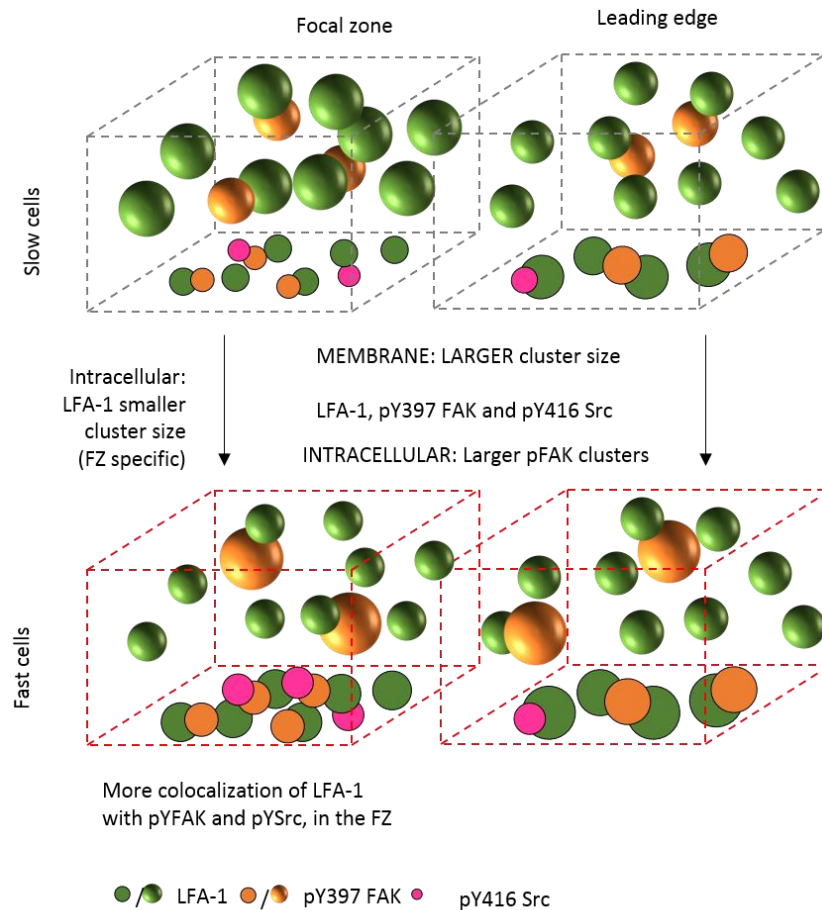 Focal zone
Leading edge
Slow cells
Intracellular:
LFA-1 smaller
cluster size
(FZ specific)
MEMBRANE: LARGER cluster size
LFA-1, pY397 FAK and pY416 Src
INTRACELLULAR: Larger pFAK clusters
Fast cells
More colocalization of LFA-1
with pYFAK and pYSrc, in the FZ
/ LFA-1 / pY397 FAK pY416 Src